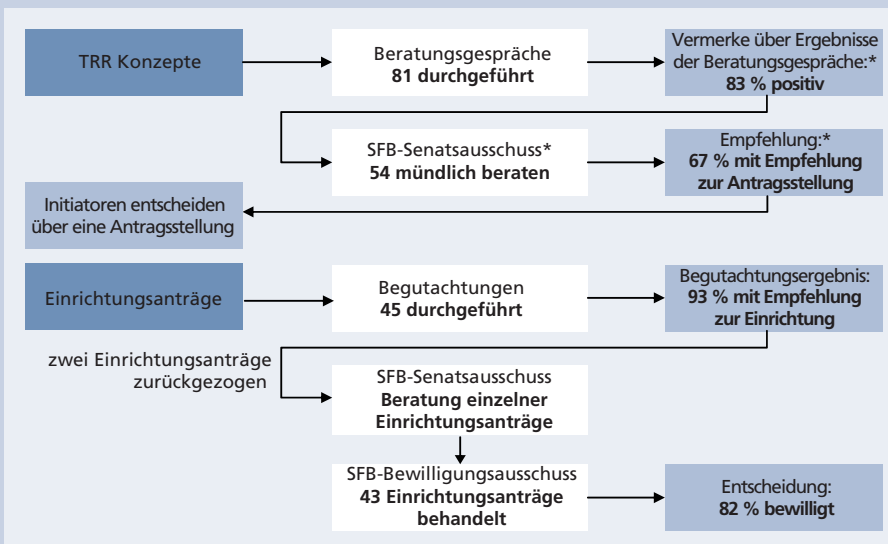 TRR Konzepte
Beratungsgespräche
81 durchgeführt
Vermerke über Ergebnisse
der Beratungsgespräche:*
83 % positiv
SFB-Senatsausschuss*
54 mündlich beraten
Empfehlung:*
67 % mit Empfehlung
zur Antragsstellung
Initiatoren entscheiden
über eine Antragsstellung
Einrichtungsanträge
Begutachtungen
45 durchgeführt
Begutachtungsergebnis:
93 % mit Empfehlung
zur Einrichtung
zwei Einrichtungsanträge
zurückgezogen
SFB-Senatsausschuss
Beratung einzelner
Einrichtungsanträge
SFB-Bewilligungsausschuss
43 Einrichtungsanträge
behandelt
Entscheidung:
82 % bewilligt